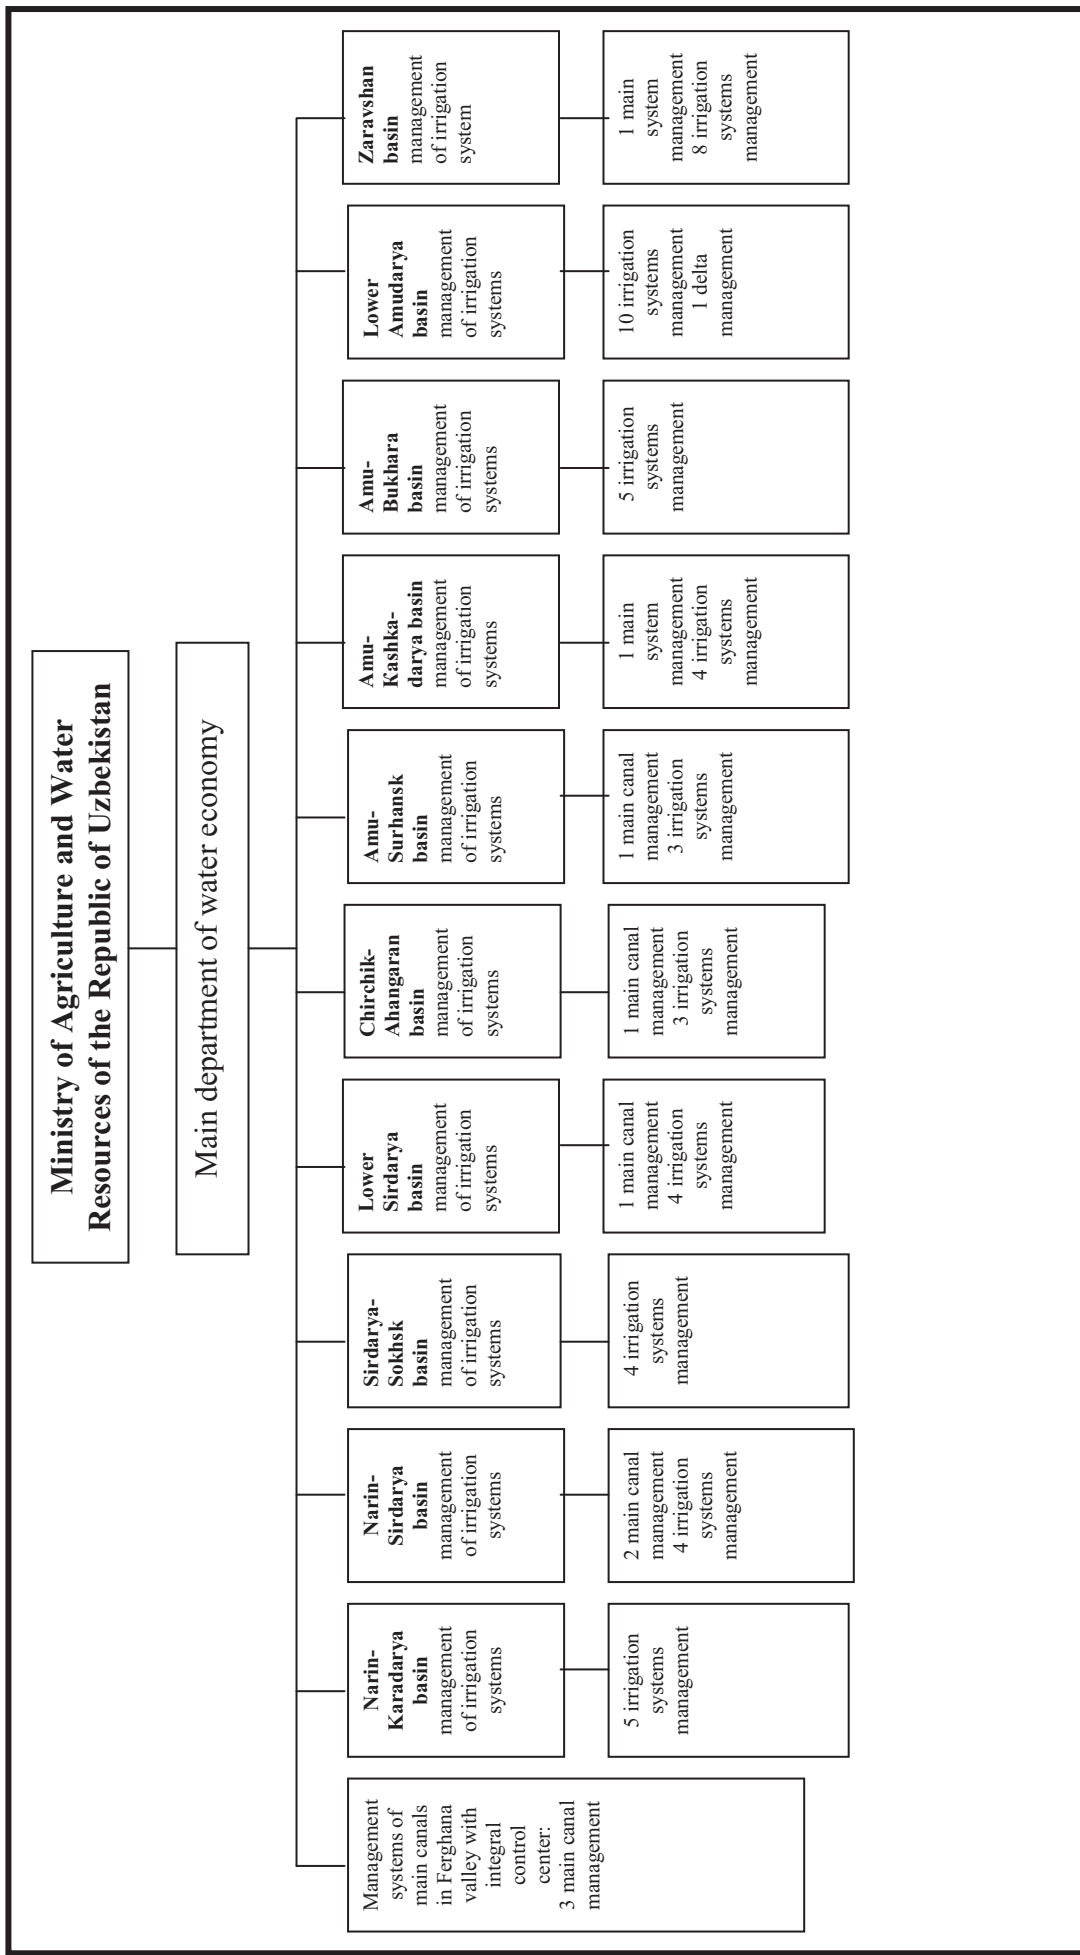 Ministry of Agriculture and Water
Resources of the Republic of Uzbekistan
Main department of water economy
Management
systems of
main canals
in Ferghana
valley with
integral
control
center:
3 main canal
management
Narin-
Karadarya
basin
management
of irrigation
systems
5 irrigation
systems
management
Narin-
Sirdarya
basin
management
of irrigation
systems
2 main canal
management
4 irrigation
systems
management
Sirdarya-
Sokhsk
basin
management
of irrigation
systems
4 irrigation
systems
management
Lower
Sirdarya
basin
management
of irrigation
systems
1 main canal
management
4 irrigation
systems
management
Chirchik-
Ahangaran
basin
management
of irrigation
systems
1 main canal
management
3 irrigation
systems
management
Amu-
Surhansk
basin
management
of irrigation
systems
1 main canal
management
3 irrigation
systems
management
Amu-
Kashka-
darya basin
management
of irrigation
systems
1 main
system
management
4 irrigation
systems
management
Amu-
Bukhara
basin
management
of irrigation
systems
5 irrigation
systems
management
Lower
Amudarya
basin
management
of irrigation
systems
10 irrigation
systems
management
1 delta
management
Zaravshan
basin
management
of irrigation
system
1 main
system
management
8 irrigation
systems
management